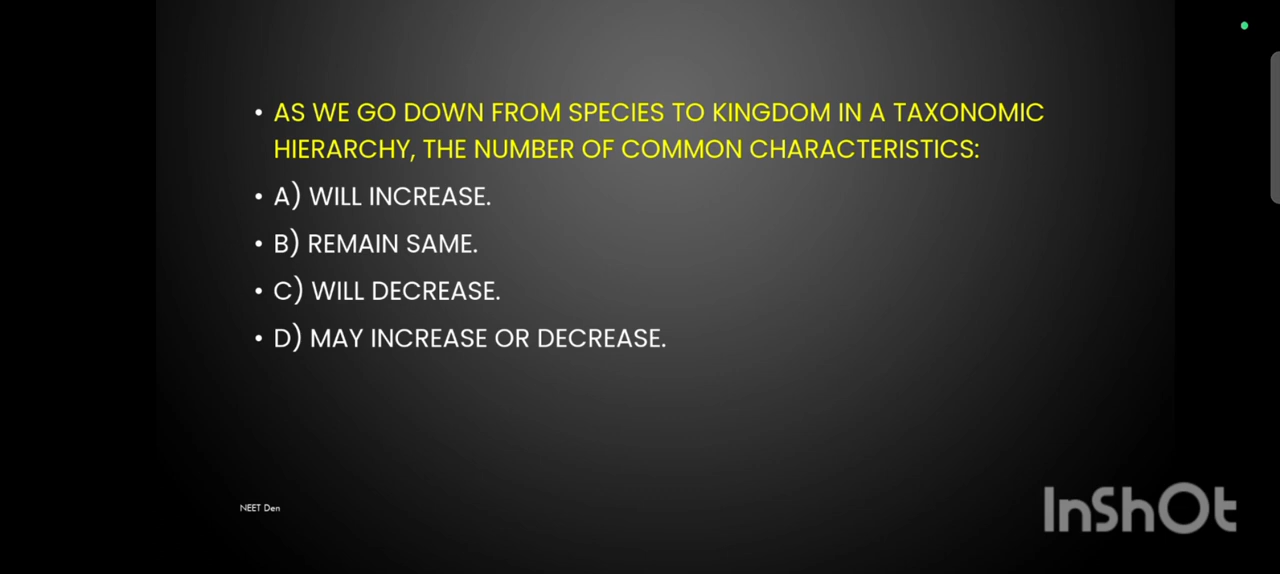 • AS WE GO DOWN FROM SPECIES TO KINGDOM IN A TAXONOMIC
HIERARCHY, THE NUMBER OF COMMON CHARACTERISTICS:
• A) WILL INCREASE.
• B) REMAIN SAME.
• C) WILL DECREASE.
• D) MAY INCREASE OR DECREASE.
NEET Den
InShOt